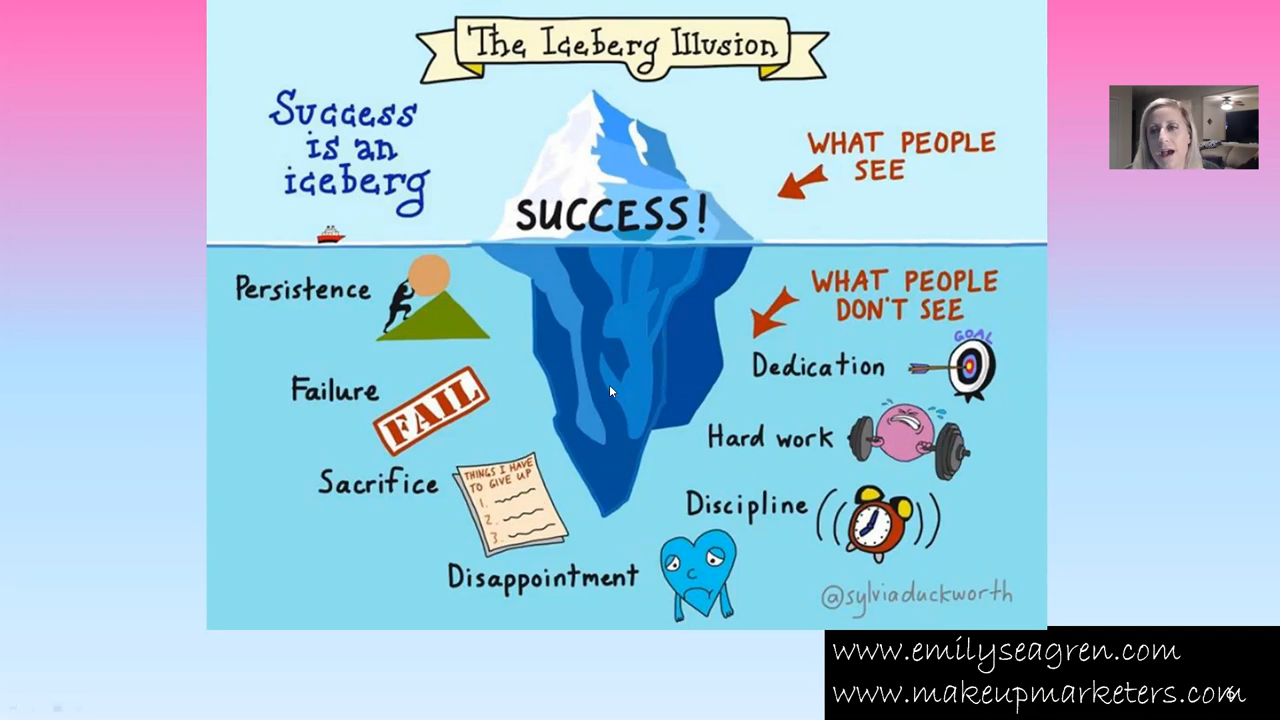 The Iceberg Illusion
Success
is an
iceberg
WHAT PEOPLE
SEE
SUCCESS!
WHAT PEOPLE
DON'T SEE
Persistence
GOAL
Dedication
Failure
FAIL
Hard work
Sacrifice
THINGS I HAVE
TO GIVE UP
1.
2.
3.
Discipline
Disappointment
@sylviaduckworth
www.emilyseagren.com
www.makeupmarketers.com